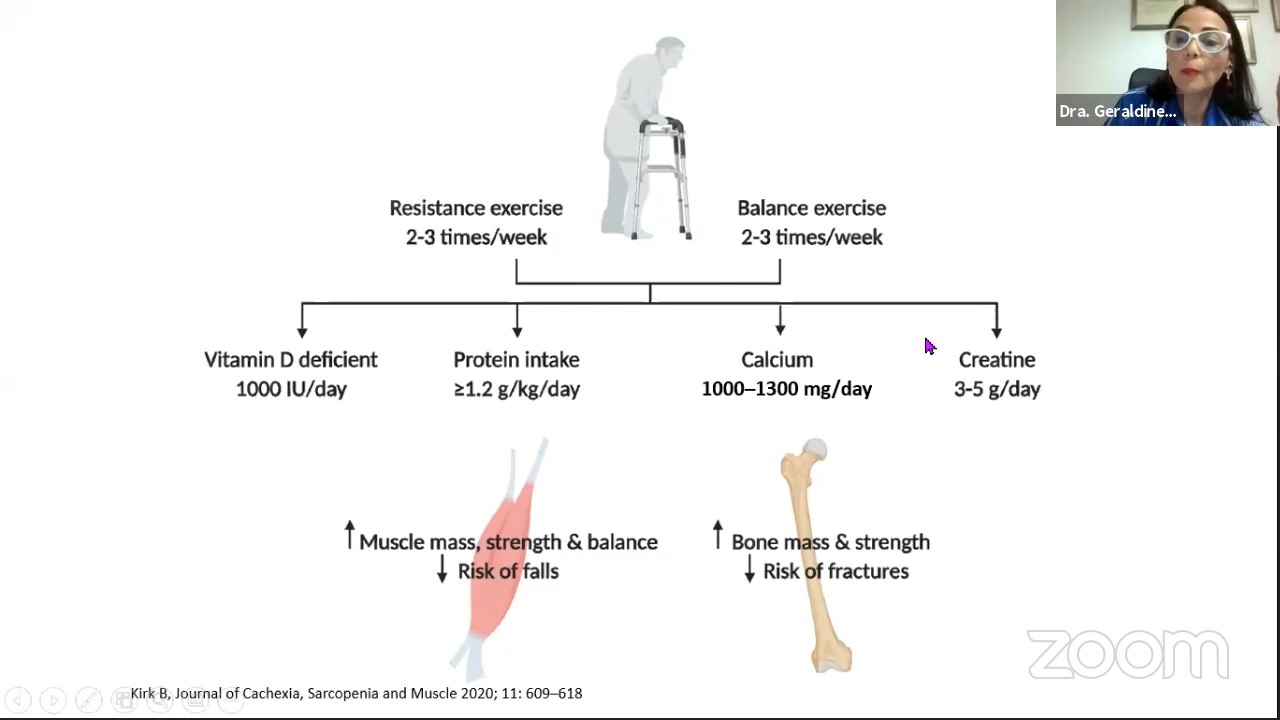 Dra. Geraldine...
Resistance exercise
2-3 times/week
Balance exercise
2-3 times/week
Vitamin D deficient
1000 IU/day
Protein intake
≥1.2 g/kg/day
Calcium
1000–1300 mg/day
Creatine
3-5 g/day
↑ Muscle mass, strength & balance
↓ Risk of falls
↑ Bone mass & strength
↓ Risk of fractures
zoom
Kirk B, Journal of Cachexia, Sarcopenia and Muscle 2020; 11: 609–618